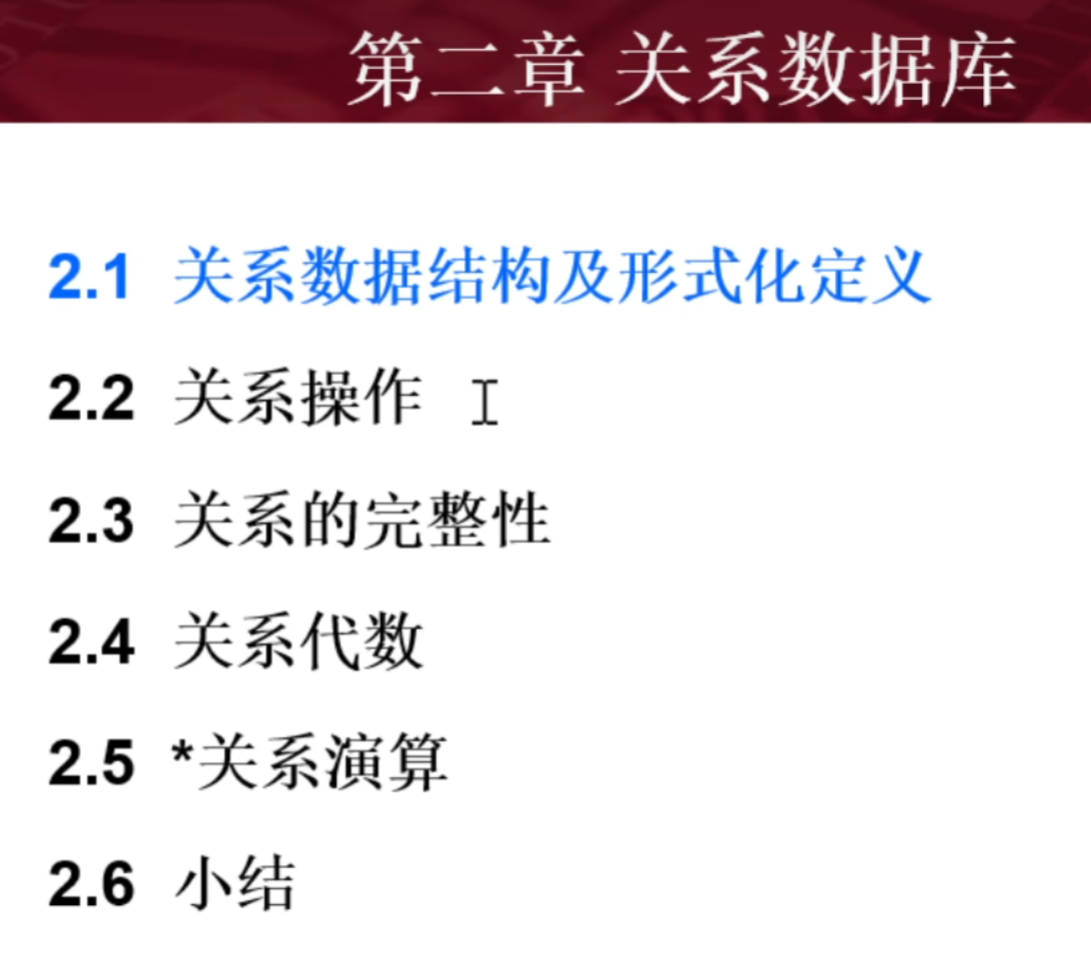 第二章 关系数据库
2.1 关系数据结构及形式化定义
2.2 关系操作
2.3 关系的完整性
2.4 关系代数
2.5 *关系演算
2.6 小结